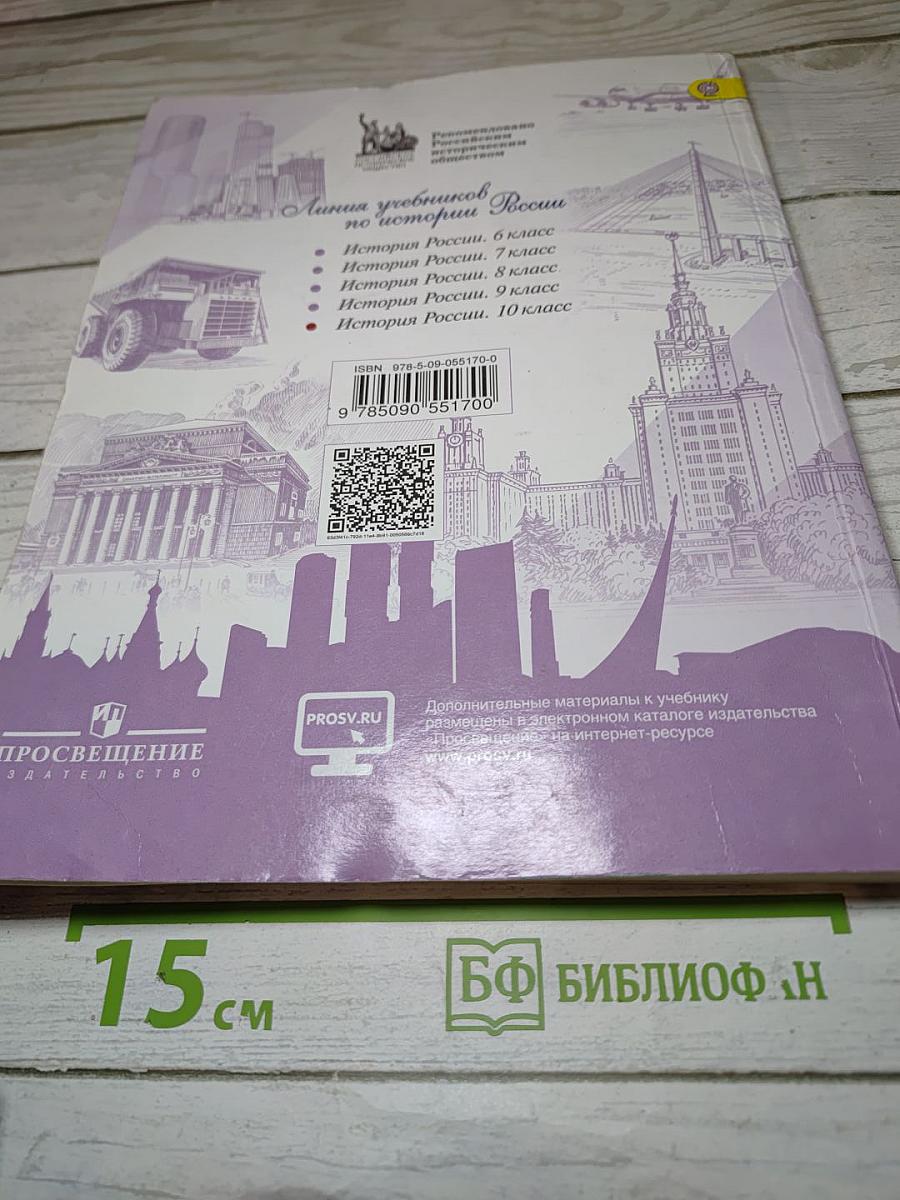 Рекомендовано
Российским
историческим
обществом
Линия учебников
по истории России
История России. 6 класс
История России. 7 класс
История России. 8 класс
История России. 9 класс
История России. 10 класс
ISBN 978-5-09-055170-0
9 785090 551700
ИП
ПРОСВЕЩЕНИЕ
ЗДАТЕЛЬСТВО
PROSV.RU
Дополнительные материалы к учебнику
размещены в электронном каталоге издательства
«Просвещение» на интернет-ресурсе
www.prosv.ru
15 см
БФ БИБЛИОФ Н